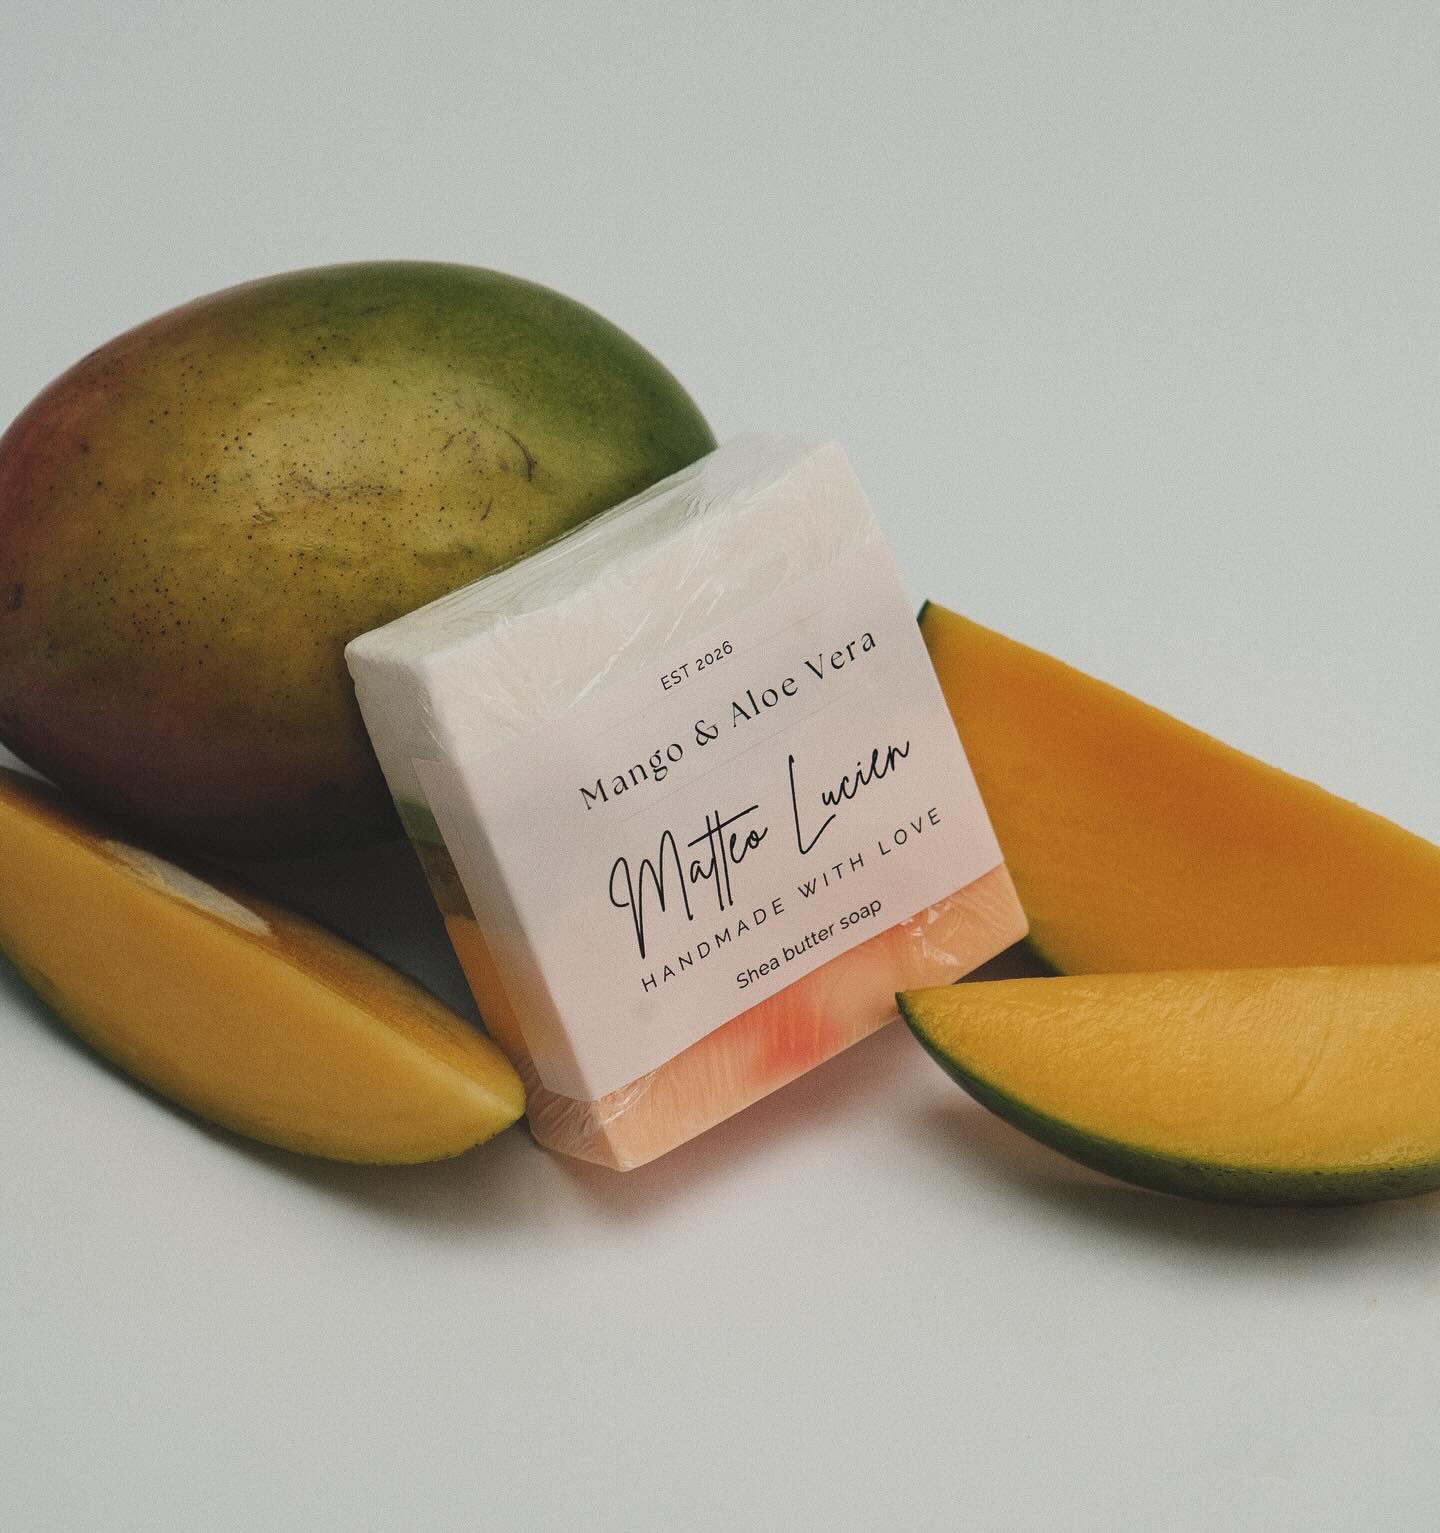 EST 2026
Mango & Aloe Vera
Matteo Lucien
HANDMADE WITH LOVE
Shea butter soap